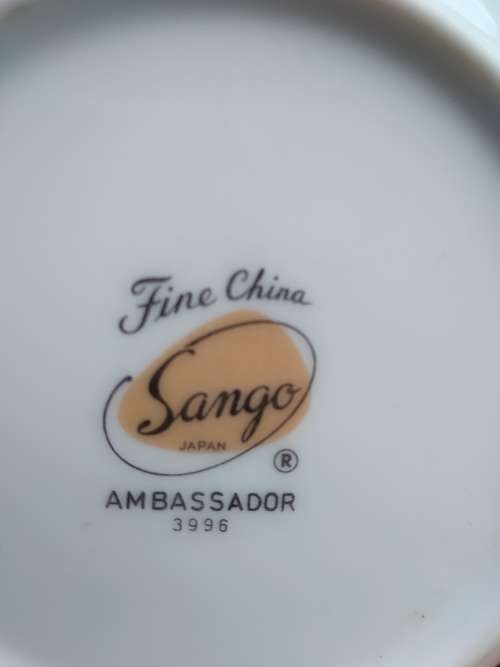 Fine China
Sango
JAPAN
®
AMBASSADOR
3996